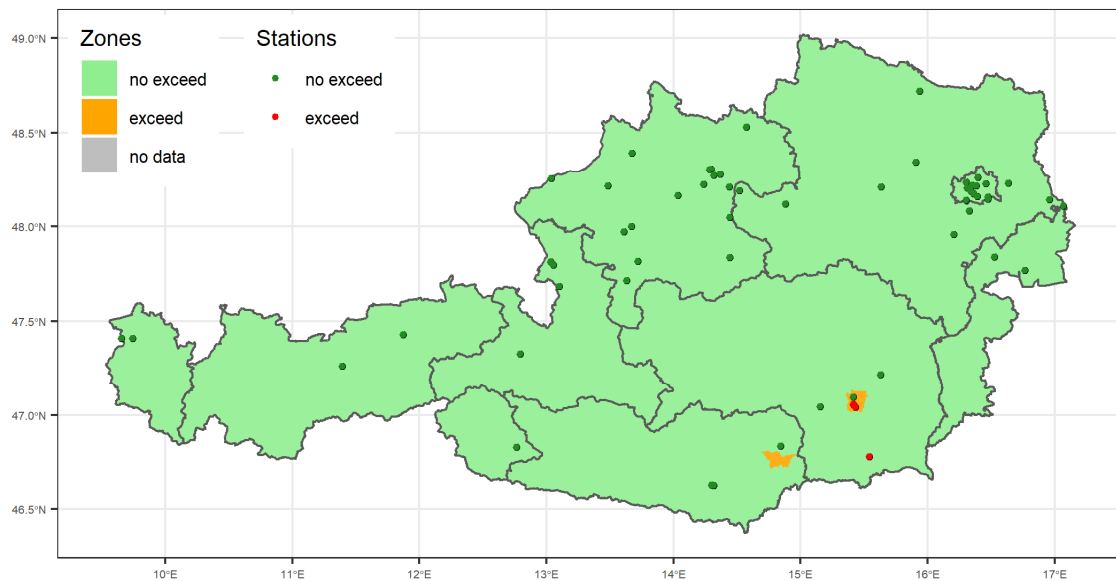 Zones
no exceed
exceed
no data
Stations
no exceed
exceed
49.0°N
48.5°N
48.0°N
47.5°N
47.0°N
46.5°N
10°E
11°E
12°E
13°E
14°E
15°E
16°E
17°E